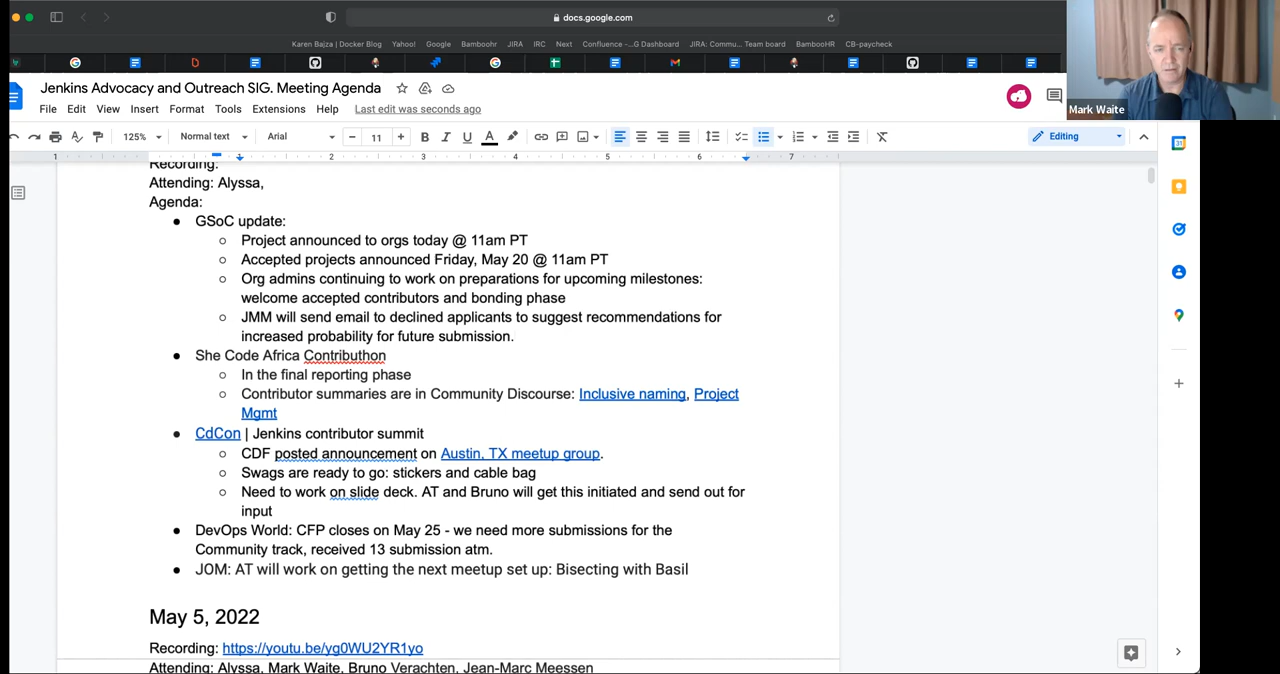 docs.google.com
Karen Bajza | Docker Blog Yahoo! Google Bamboohr JIRA IRC Next Confluence -...G Dashboard JIRA: Commu... Team board BambooHR CB-paycheck
Jenkins Advocacy and Outreach SIG. Meeting Agenda
Mark Waite
File Edit View Insert Format Tools Extensions Help Last edit was seconds ago
125% Normal text Arial 11 B I U A Editing
1 1 2 3 4 5 6 7
Recording:
Attending: Alyssa,
Agenda:
● GSoC update:
○ Project announced to orgs today @ 11am PT
○ Accepted projects announced Friday, May 20 @ 11am PT
○ Org admins continuing to work on preparations for upcoming milestones:
welcome accepted contributors and bonding phase
○ JMM will send email to declined applicants to suggest recommendations for
increased probability for future submission.
● She Code Africa Contributhon
○ In the final reporting phase
○ Contributor summaries are in Community Discourse: Inclusive naming, Project
Mgmt
● CdCon | Jenkins contributor summit
○ CDF posted announcement on Austin, TX meetup group.
○ Swags are ready to go: stickers and cable bag
○ Need to work on slide deck. AT and Bruno will get this initiated and send out for
input
● DevOps World: CFP closes on May 25 - we need more submissions for the
Community track, received 13 submission atm.
● JOM: AT will work on getting the next meetup set up: Bisecting with Basil
May 5, 2022
Recording: https://youtu.be/yg0WU2YR1yo
Attending: Alyssa, Mark Waite, Bruno Verachten, Jean-Marc Meessen